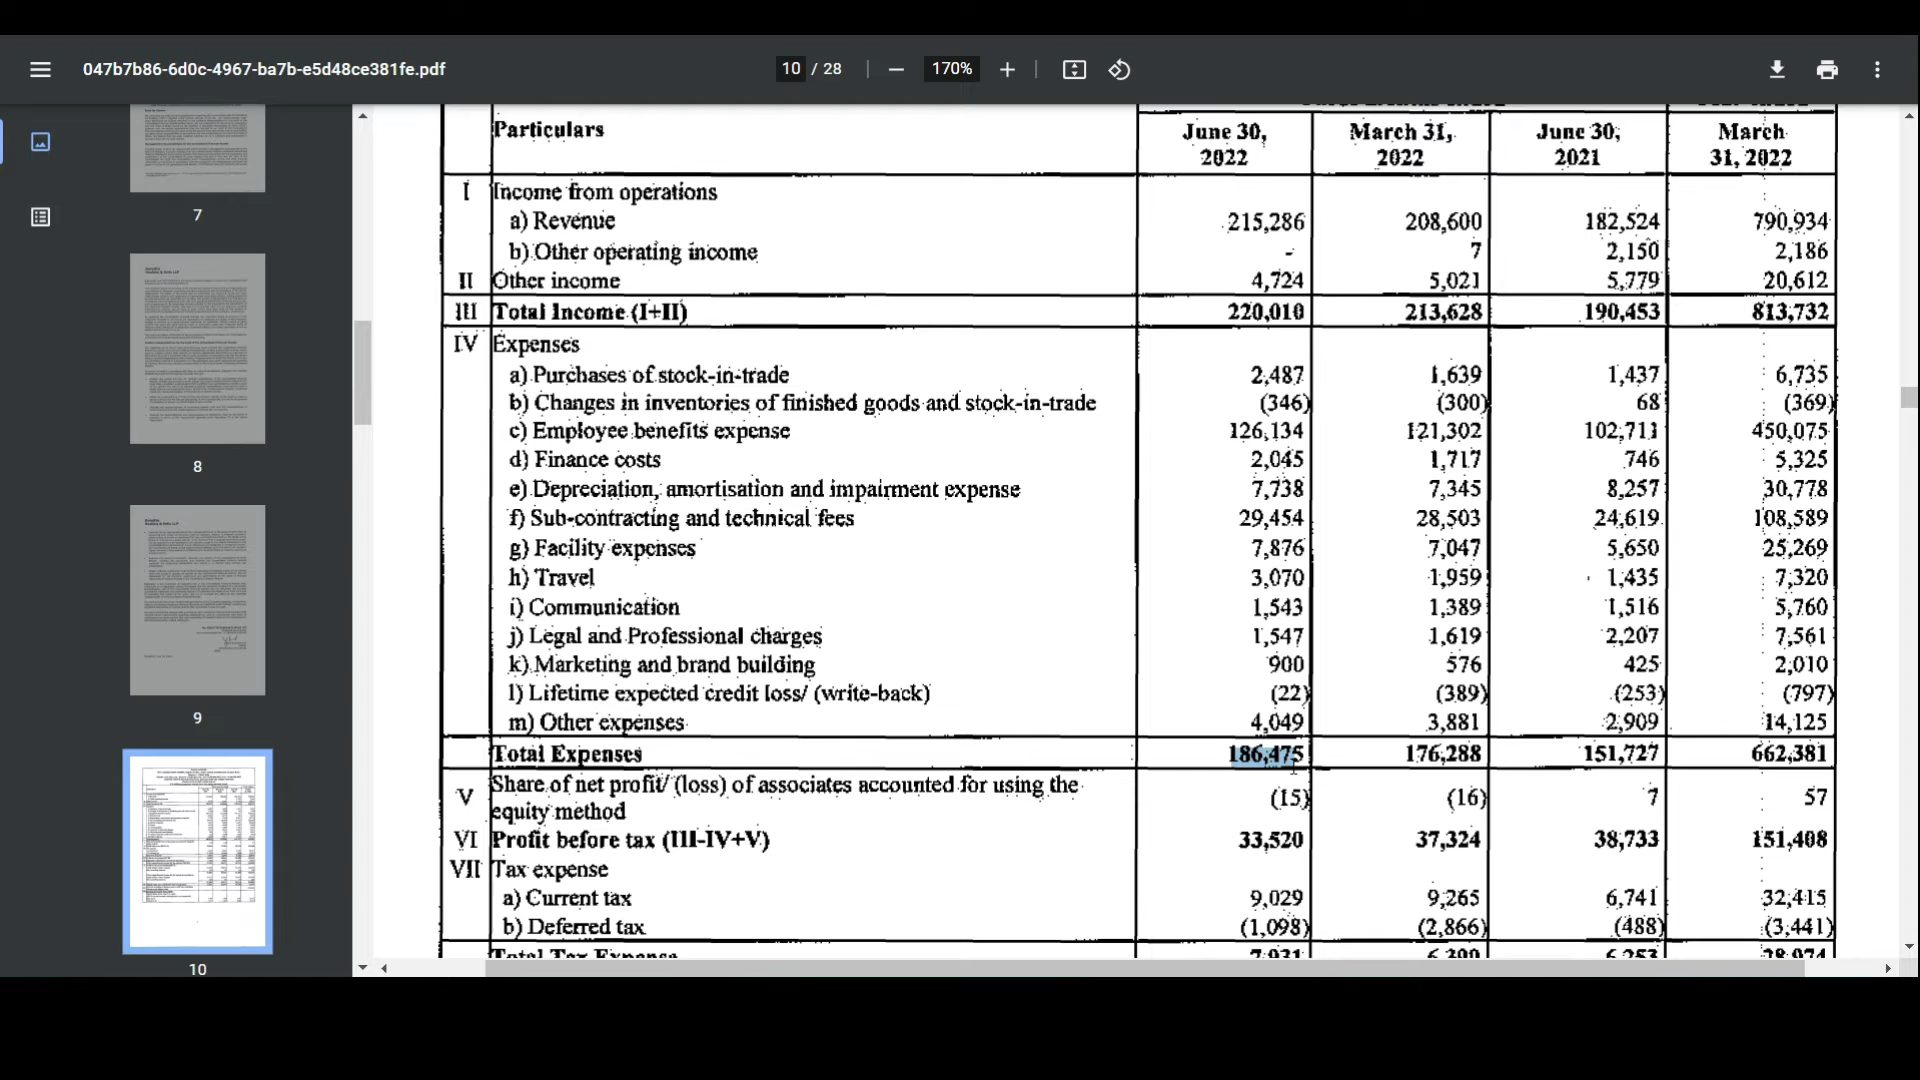 047b7b86-6d0c-4967-ba7b-e5d48ce381fe.pdf
10 / 28
170%
7
8
9
10
Particulars June 30, 2022 March 31, 2022 June 30, 2021 March 31, 2022
I Income from operations
a) Revenue 215,286 208,600 182,524 790,934
b) Other operating income - 7 2,150 2,186
II Other income 4,724 5,021 5,779 20,612
III Total Income (I+II) 220,010 213,628 190,453 813,732
IV Expenses
a) Purchases of stock-in-trade 2,487 1,639 1,437 6,735
b) Changes in inventories of finished goods and stock-in-trade (346) (300) 68 (369)
c) Employee benefits expense 126,134 121,302 102,711 450,075
d) Finance costs 2,045 1,717 746 5,325
e) Depreciation, amortisation and impairment expense 7,738 7,345 8,257 30,778
f) Sub-contracting and technical fees 29,454 28,503 24,619 108,589
g) Facility expenses 7,876 7,047 5,650 25,269
h) Travel 3,070 1,959 1,435 7,320
i) Communication 1,543 1,389 1,516 5,760
j) Legal and Professional charges 1,547 1,619 2,207 7,561
k) Marketing and brand building 900 576 425 2,010
l) Lifetime expected credit loss/ (write-back) (22) (389) (253) (797)
m) Other expenses 4,049 3,881 2,909 14,125
Total Expenses 186,475 176,288 151,727 662,381
V Share of net profit/ (loss) of associates accounted for using the
equity method (15) (16) 7 57
VI Profit before tax (III-IV+V) 33,520 37,324 38,733 151,408
VII Tax expense
a) Current tax 9,029 9,265 6,741 32,415
b) Deferred tax (1,098) (2,866) (488) (3,441)
Total Tax Expense 7,931 6,399 6,253 28,974